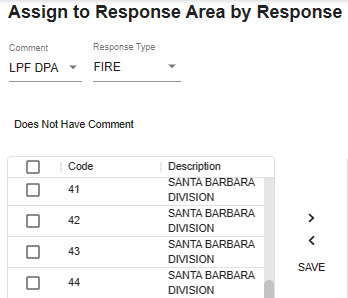 Assign to Response Area by Response
Comment
Response Type
LPF DPA
FIRE
Does Not Have Comment
Code
Description
41
SANTA BARBARA
DIVISION
42
SANTA BARBARA
DIVISION
43
SANTA BARBARA
DIVISION
44
SANTA BARBARA
DIVISION
>
<
SAVE